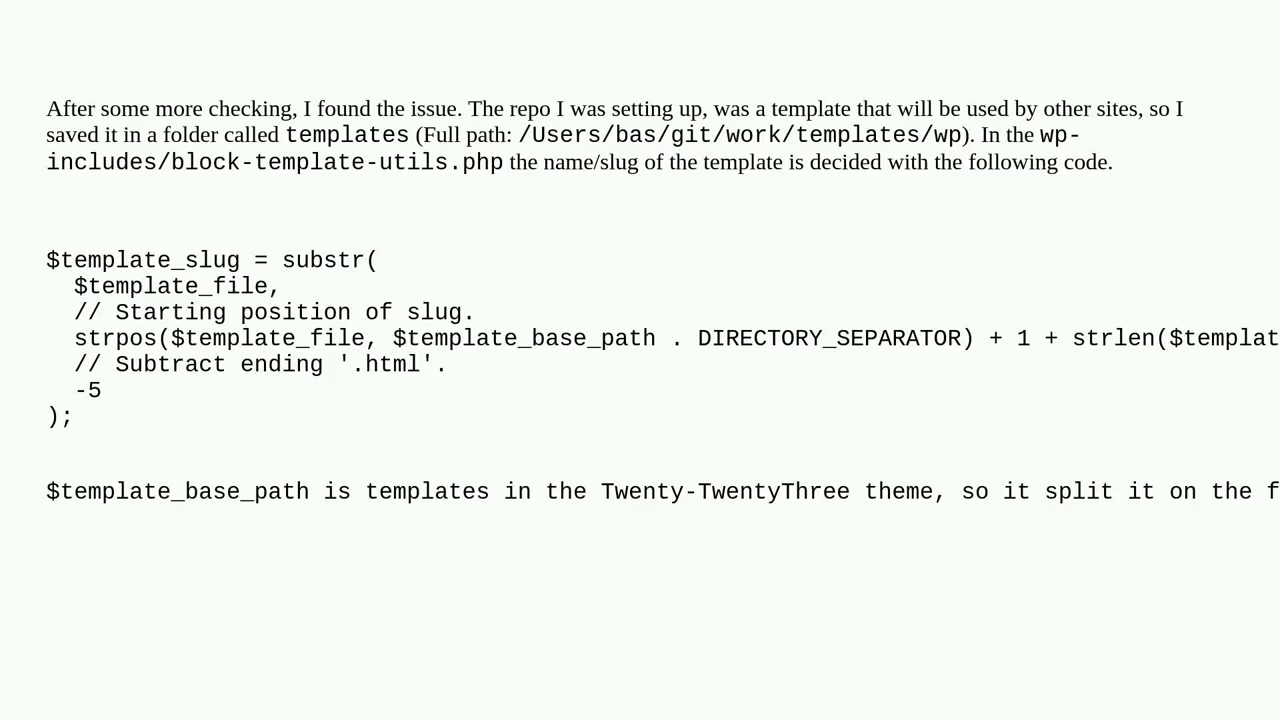 After some more checking, I found the issue. The repo I was setting up, was a template that will be used by other sites, so I
saved it in a folder called templates (Full path: /Users/bas/git/work/templates/wp). In the wp-
includes/block-template-utils.php the name/slug of the template is decided with the following code.
$template_slug = substr(
  $template_file,
  // Starting position of slug.
  strpos($template_file, $template_base_path . DIRECTORY_SEPARATOR) + 1 + strlen($templat
  // Subtract ending '.html'.
  -5
);
$template_base_path is templates in the Twenty-TwentyThree theme, so it split it on the f